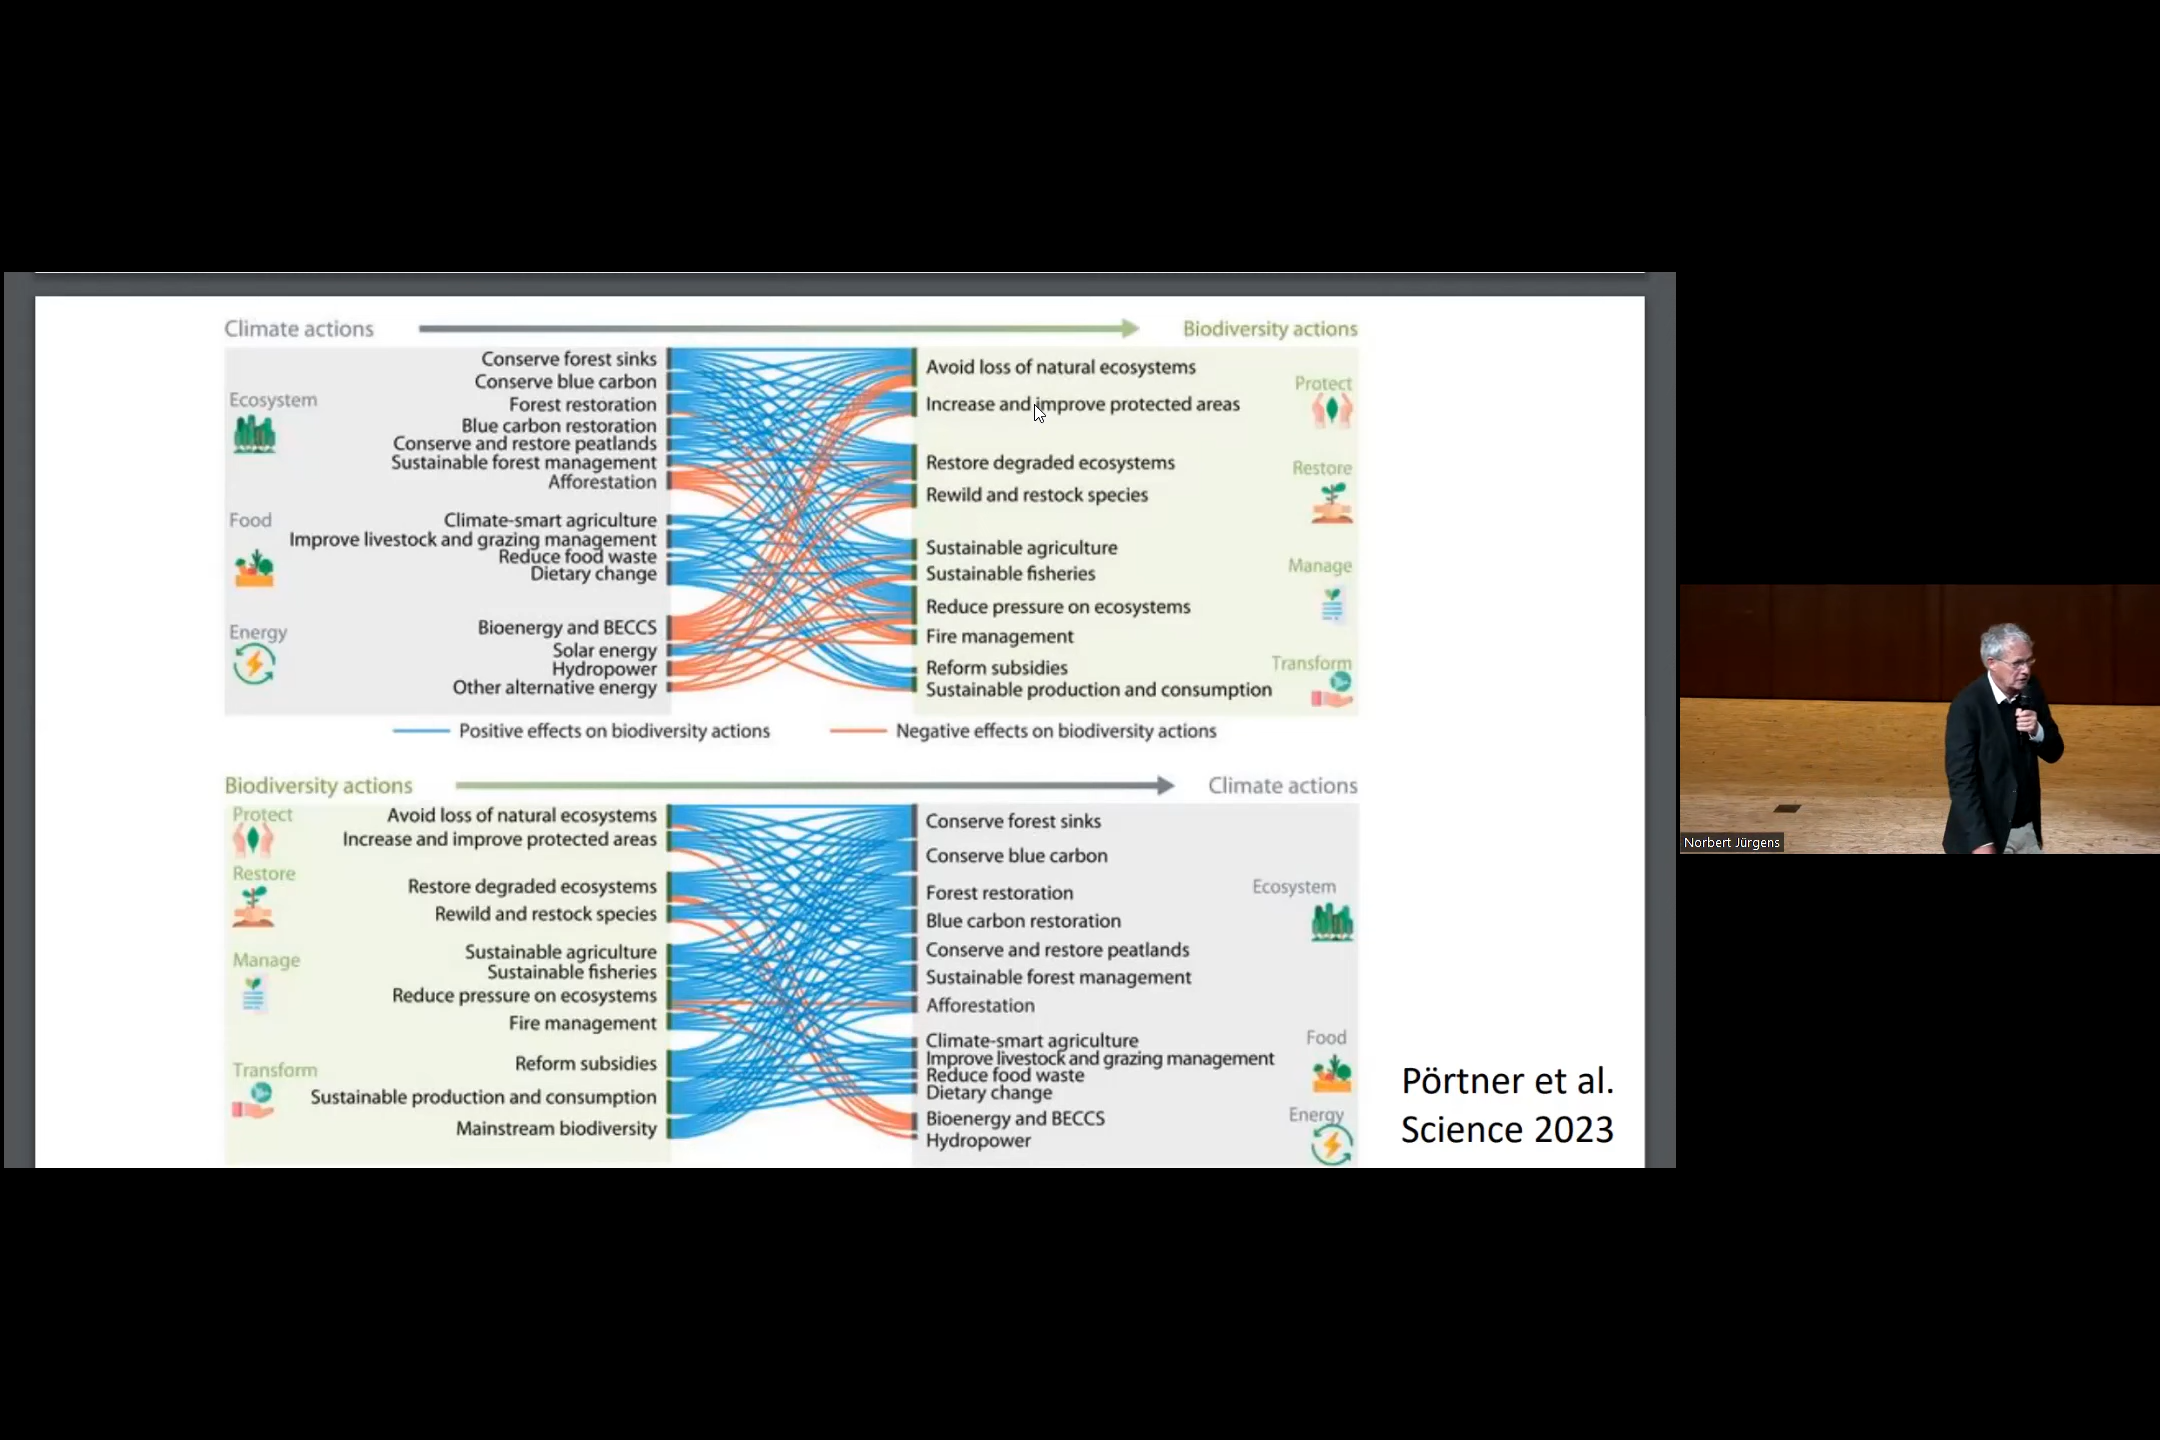 Climate actions
Biodiversity actions
Ecosystem
Conserve forest sinks
Conserve blue carbon
Forest restoration
Blue carbon restoration
Conserve and restore peatlands
Sustainable forest management
Afforestation
Food
Climate-smart agriculture
Improve livestock and grazing management
Reduce food waste
Dietary change
Energy
Bioenergy and BECCS
Solar energy
Hydropower
Other alternative energy
Avoid loss of natural ecosystems
Increase and improve protected areas
Protect
Restore degraded ecosystems
Rewild and restock species
Restore
Sustainable agriculture
Sustainable fisheries
Reduce pressure on ecosystems
Fire management
Manage
Reform subsidies
Sustainable production and consumption
Transform
Positive effects on biodiversity actions
Negative effects on biodiversity actions
Biodiversity actions
Climate actions
Protect
Avoid loss of natural ecosystems
Increase and improve protected areas
Restore
Restore degraded ecosystems
Rewild and restock species
Manage
Sustainable agriculture
Sustainable fisheries
Reduce pressure on ecosystems
Fire management
Transform
Reform subsidies
Sustainable production and consumption
Mainstream biodiversity
Conserve forest sinks
Conserve blue carbon
Forest restoration
Blue carbon restoration
Conserve and restore peatlands
Sustainable forest management
Afforestation
Ecosystem
Climate-smart agriculture
Improve livestock and grazing management
Reduce food waste
Dietary change
Food
Bioenergy and BECCS
Hydropower
Energy
Pörtner et al.
Science 2023
Norbert Jürgens